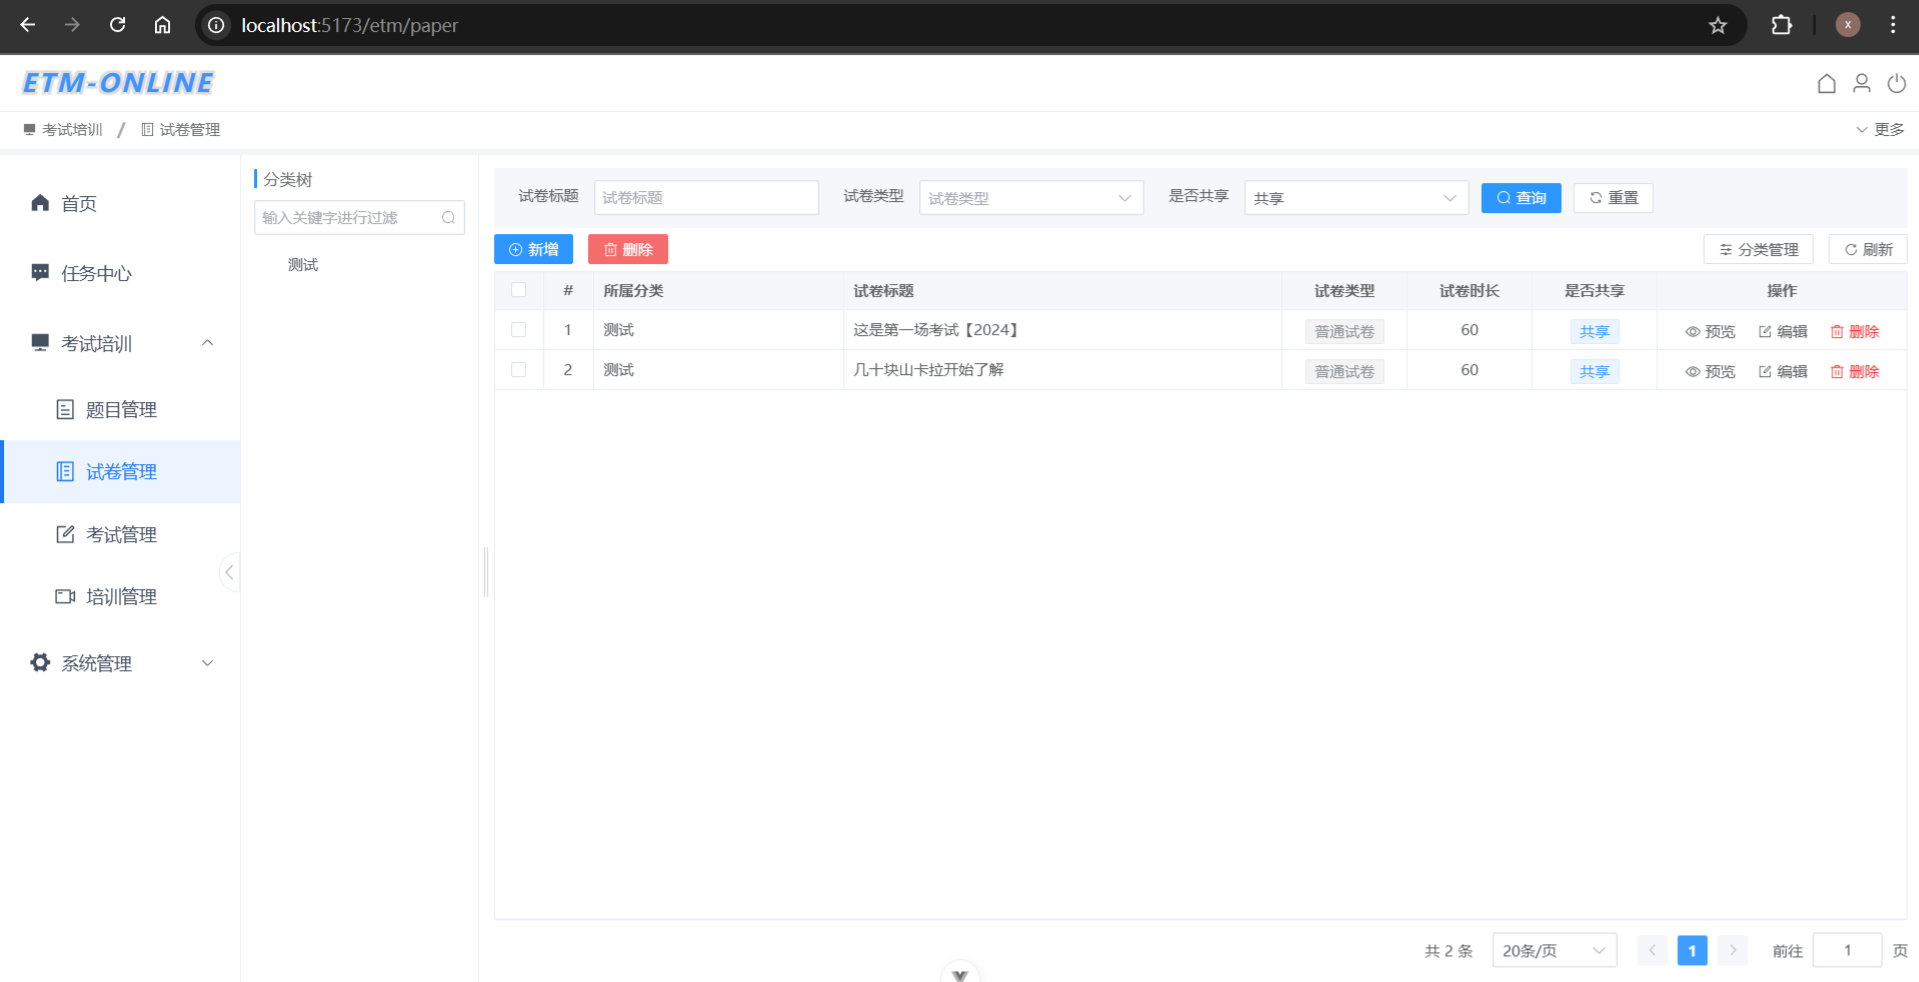 localhost:5173/etm/paper
x
ETM-ONLINE
考试培训 / 试卷管理
更多
首页
任务中心
考试培训
题目管理
试卷管理
考试管理
培训管理
系统管理
分类树
输入关键字进行过滤
测试
试卷标题 试卷标题 试卷类型 试卷类型 是否共享 共享 查询 重置
新增 删除 分类管理 刷新
# 所属分类 试卷标题 试卷类型 试卷时长 是否共享 操作
1 测试 这是第一场考试【2024】 普通试卷 60 共享 预览 编辑 删除
2 测试 几十块山卡拉开始了解 普通试卷 60 共享 预览 编辑 删除
共 2 条 20条/页 1 前往 1 页